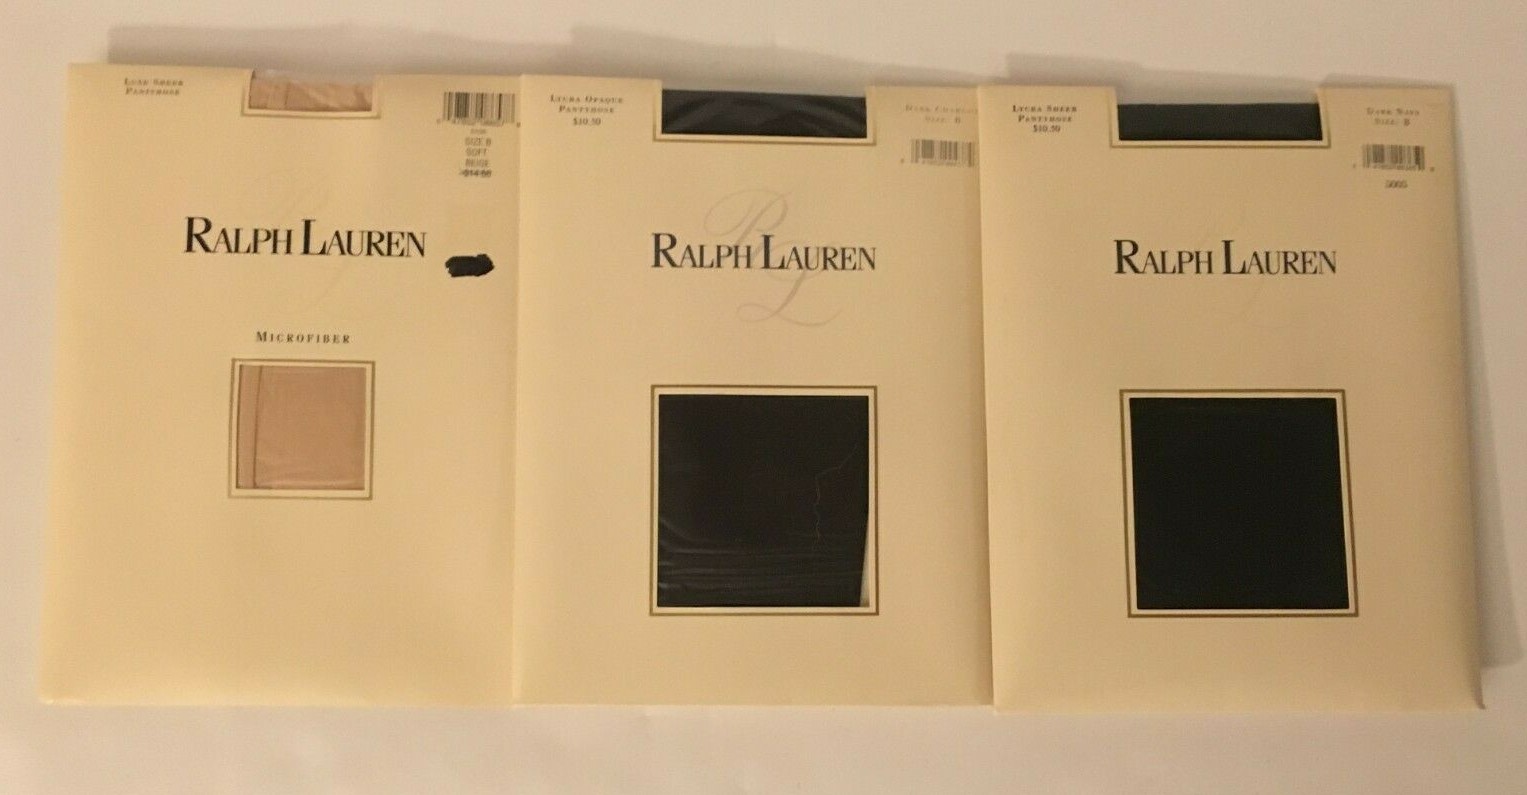 Luxe Sheer
Pantyhose
SIZE B
SOFT
BEIGE
$14.00
RALPH LAUREN
MICROFIBER
Lycra Opaque
Pantyhose
$10.50
Size: B
RALPH LAUREN
Lycra Sheer
Pantyhose
$10.50
Dark Navy
Size: B
5005
RALPH LAUREN